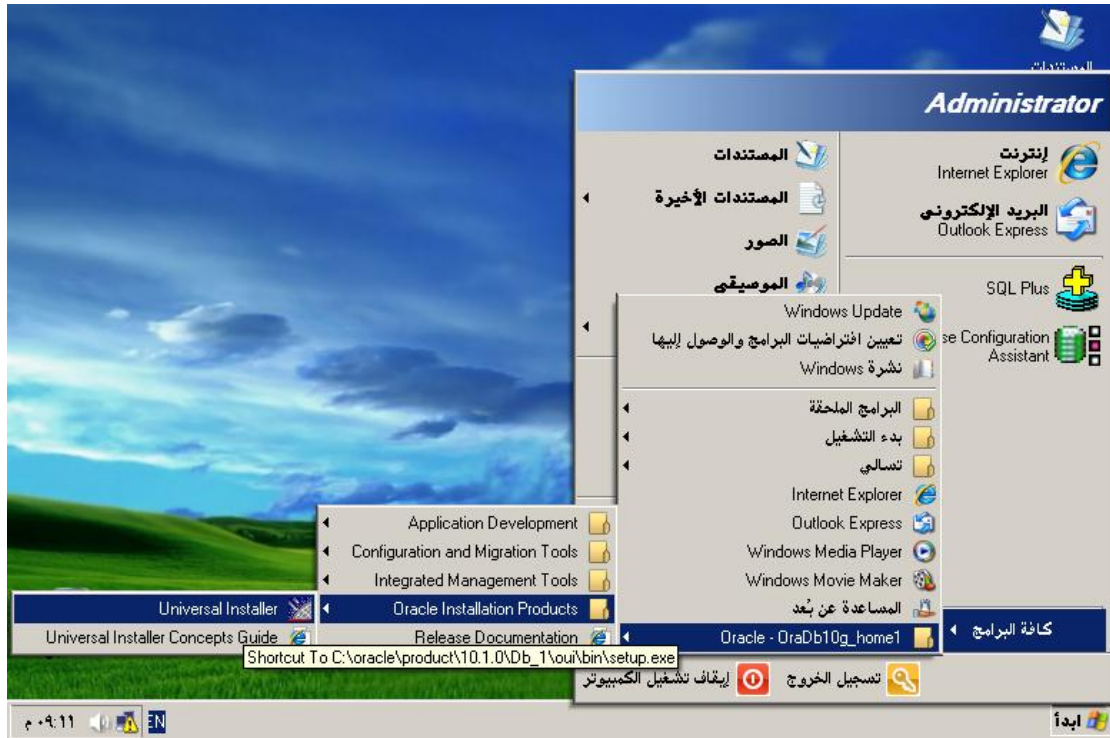 المستندات
Administrator
إنترنت
Internet Explorer
البريد الإلكتروني
Outlook Express
SQL Plus
se Configuration
Assistant
كافة البرامج
المستندات
المستندات الأخيرة
الصور
الموسيقى
Windows Update
تعيين افتراضيات البرامج والوصول إليها
نشرة Windows
البرامج الملحقة
بدء التشغيل
تسالي
Internet Explorer
Outlook Express
Windows Media Player
Windows Movie Maker
المساعدة عن بُعد
Oracle - OraDb10g_home1
Application Development
Configuration and Migration Tools
Integrated Management Tools
Oracle Installation Products
Release Documentation
Universal Installer
Universal Installer Concepts Guide
Shortcut To C:\oracle\product\10.1.0\Db_1\oui\bin\setup.exe
تسجيل الخروج
إيقاف تشغيل الكمبيوتر
ابدأ
EN
٠٩:١١ م